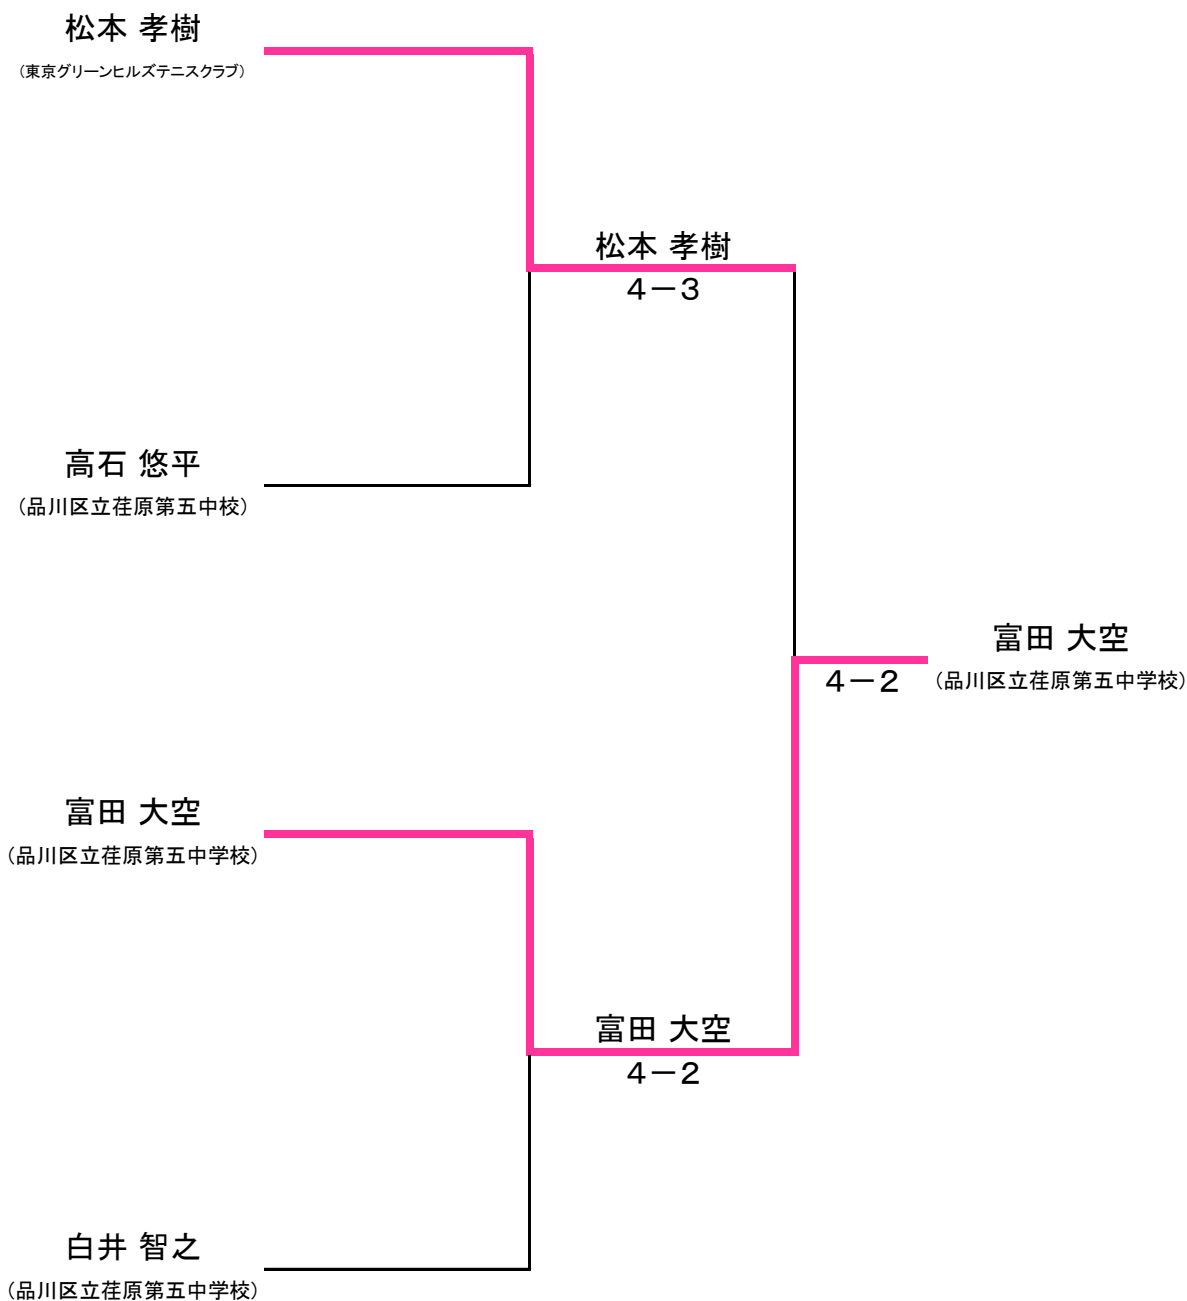 松本 孝樹
（東京グリーンヒルズテニスクラブ）
松本 孝樹
４－３
高石 悠平
（品川区立荏原第五中校）
富田 大空
（品川区立荏原第五中学校）
４－２
富田 大空
（品川区立荏原第五中学校）
富田 大空
４－２
白井 智之
（品川区立荏原第五中学校）